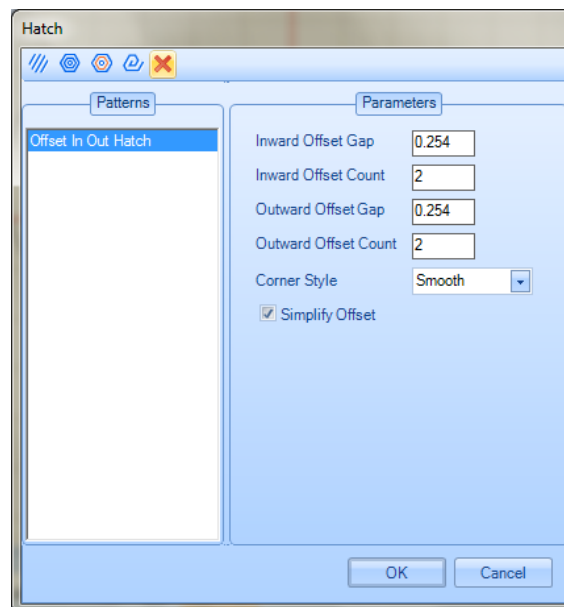 Hatch
Patterns
Offset In Out Hatch
Parameters
Inward Offset Gap 0.254
Inward Offset Count 2
Outward Offset Gap 0.254
Outward Offset Count 2
Corner Style Smooth
Simplify Offset
OK Cancel